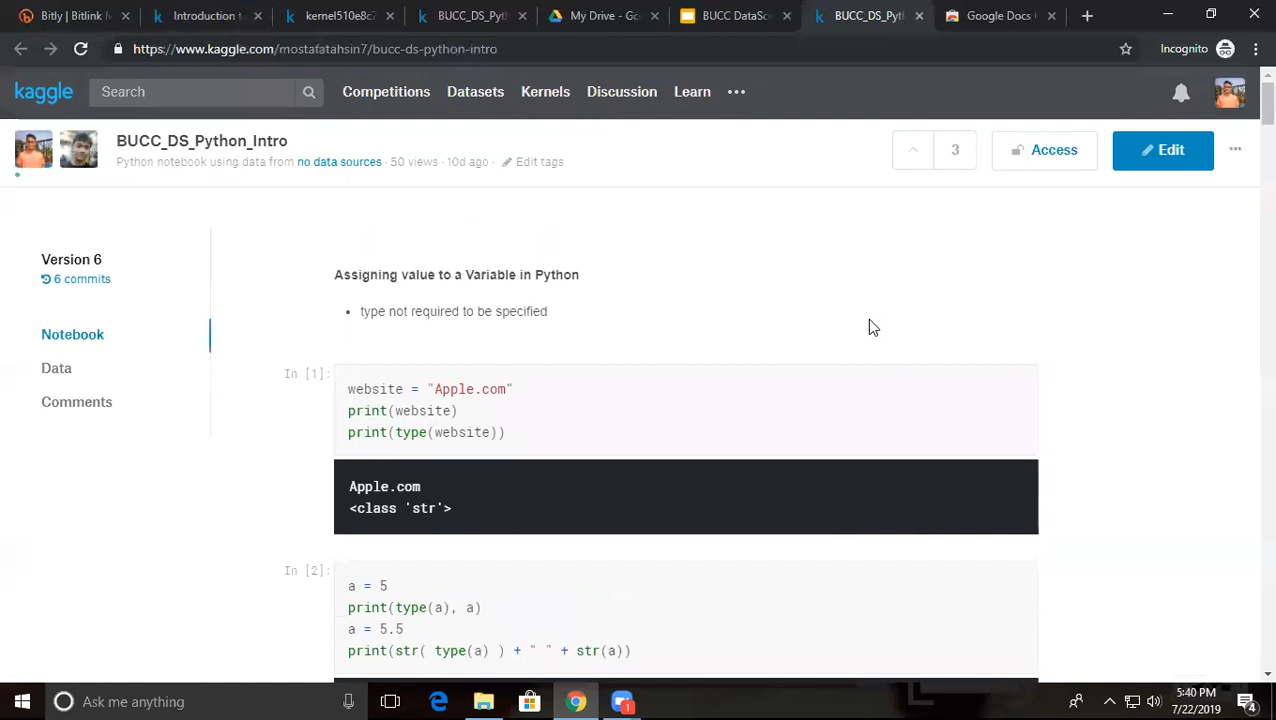 Bitly | Bitlink M
Introduction t
kernel510e8c7
BUCC_DS_Pyth
My Drive - Go
BUCC DataSc
BUCC_DS_Pytl
Google Docs
https://www.kaggle.com/mostafatahsin7/bucc-ds-python-intro
Incognito
kaggle
Search
Competitions
Datasets
Kernels
Discussion
Learn
BUCC_DS_Python_Intro
Python notebook using data from no data sources · 50 views · 10d ago · Edit tags
3
Access
Edit
Version 6
6 commits
Notebook
Data
Comments
Assigning value to a Variable in Python
• type not required to be specified
In [1]:
website = "Apple.com"
print(website)
print(type(website))
Apple.com
<class 'str'>
In [2]:
a = 5
print(type(a), a)
a = 5.5
print(str( type(a) ) + " " + str(a))
Ask me anything
1
5:40 PM
7/22/2019
4